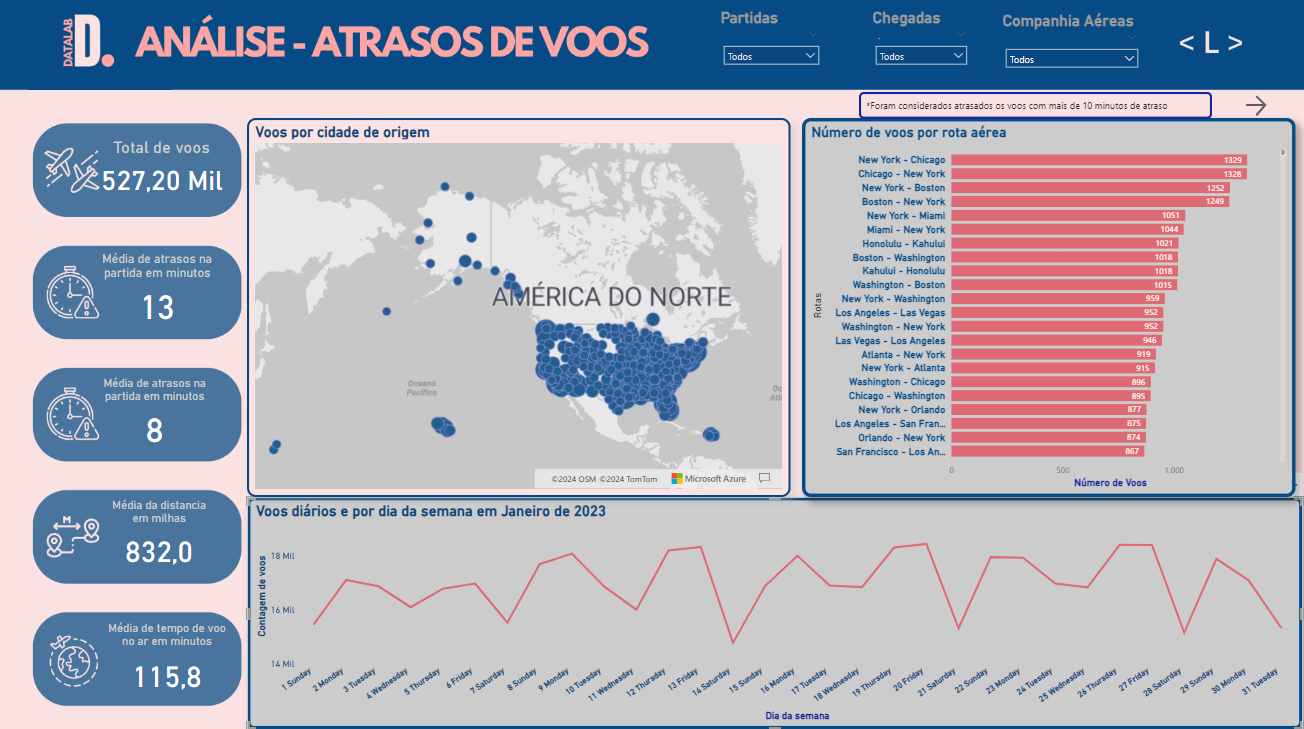 DATALAB
D.
ANÁLISE - ATRASOS DE VOOS
Partidas
Todos
Chegadas
Todos
Companhia Aéreas
Todos
< L >
*Foram considerados atrasados os voos com mais de 10 minutos de atraso
Total de voos
527,20 Mil
Média de atrasos na
partida em minutos
13
Média de atrasos na
partida em minutos
8
Média da distancia
em milhas
M
832,0
Média de tempo de voo
no ar em minutos
115,8
Voos por cidade de origem
AMÉRICA DO NORTE
Oceano
Pacífico
©2024 OSM ©2024 TomTom
Microsoft Azure
Número de voos por rota aérea
Rotas
New York - Chicago 1329
Chicago - New York 1328
New York - Boston 1252
Boston - New York 1249
New York - Miami 1051
Miami - New York 1044
Honolulu - Kahului 1021
Boston - Washington 1018
Kahului - Honolulu 1018
Washington - Boston 1015
New York - Washington 959
Los Angeles - Las Vegas 952
Washington - New York 952
Las Vegas - Los Angeles 946
Atlanta - New York 919
New York - Atlanta 915
Washington - Chicago 896
Chicago - Washington 895
New York - Orlando 877
Los Angeles - San Fran... 875
Orlando - New York 874
San Francisco - Los An... 867
0 500 1.000
Número de Voos
Voos diários e por dia da semana em Janeiro de 2023
Contagem de voos
18 Mil
16 Mil
14 Mil
1 Sunday
2 Monday
3 Tuesday
4 Wednesday
5 Thursday
6 Friday
7 Saturday
8 Sunday
9 Monday
10 Tuesday
11 Wednesday
12 Thursday
13 Friday
14 Saturday
15 Sunday
16 Monday
17 Tuesday
18 Wednesday
19 Thursday
20 Friday
21 Saturday
22 Sunday
23 Monday
24 Tuesday
25 Wednesday
26 Thursday
27 Friday
28 Saturday
29 Sunday
30 Monday
31 Tuesday
Dia da semana